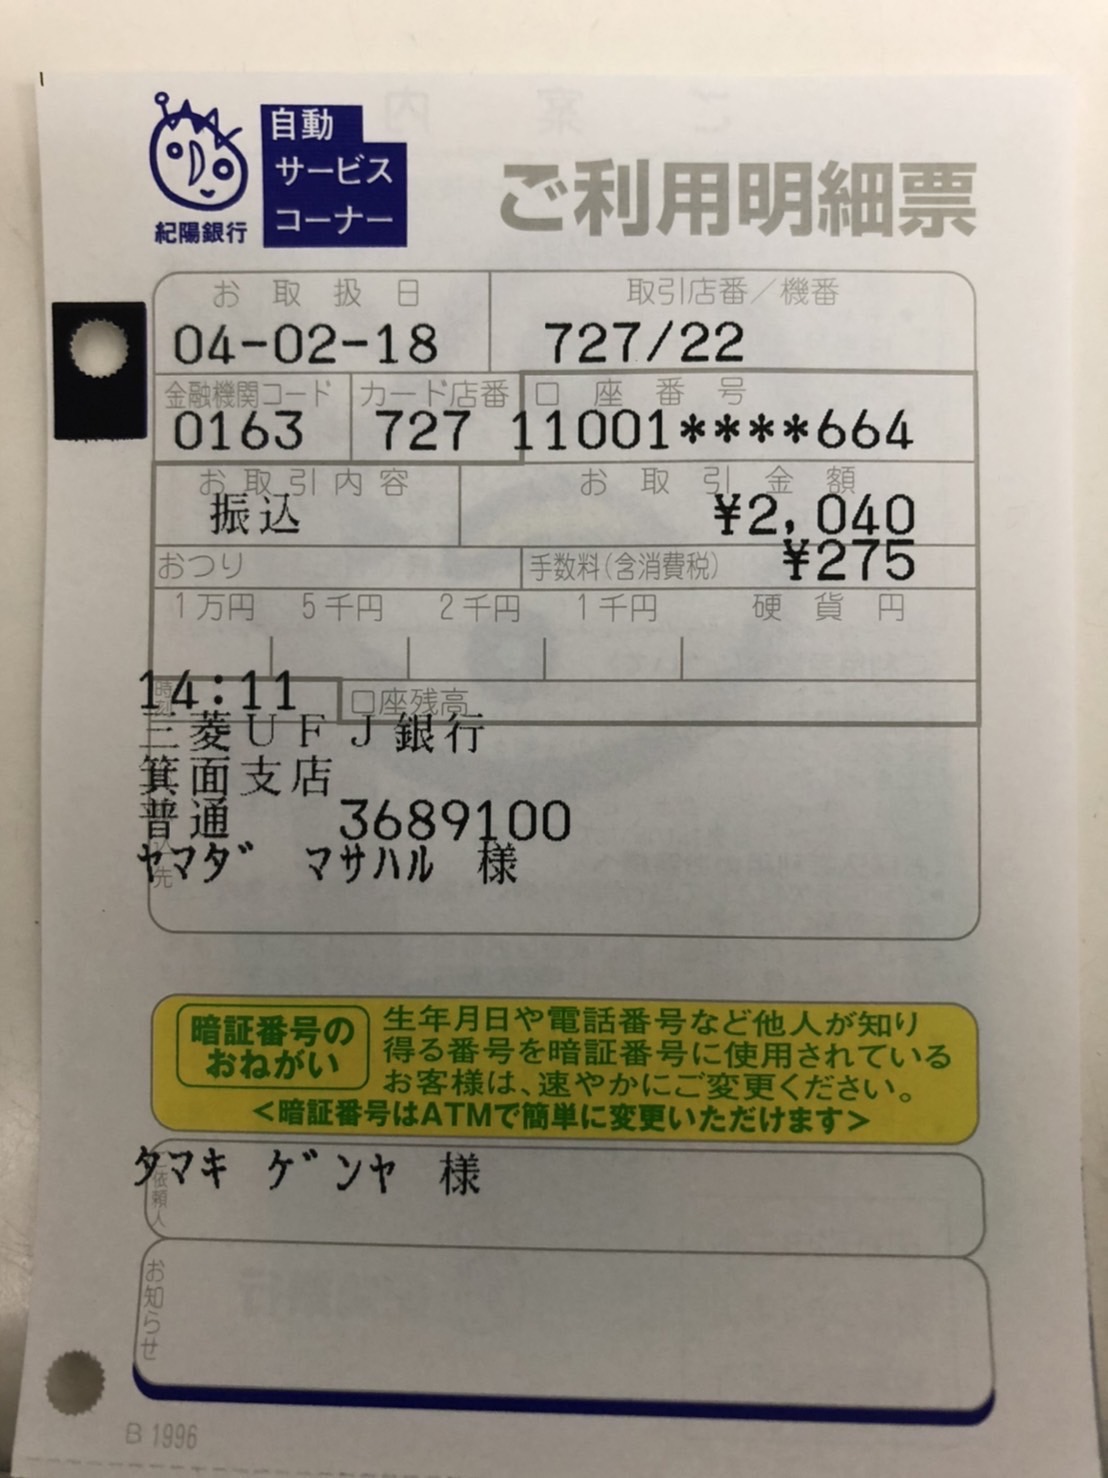 自動
サービス
コーナー
紀陽銀行
ご利用明細票
お取扱日 取引店番/機番
04-02-18 727/22
金融機関コード カード店番 口座番号
0163 727 11001****664
お取引内容 お取引金額
振込 ¥2,040
おつり 手数料(含消費税) ¥275
1万円 5千円 2千円 1千円 硬貨 円
時刻 14:11 口座残高
三菱UFJ銀行
箕面支店
普通 3689100
ヤマダ マサハル 様
暗証番号の
おねがい
生年月日や電話番号など他人が知り
得る番号を暗証番号に使用されている
お客様は、速やかにご変更ください。
<暗証番号はATMで簡単に変更いただけます>
ご依頼人
タマキ ゲンヤ 様
お知らせ
B 1996